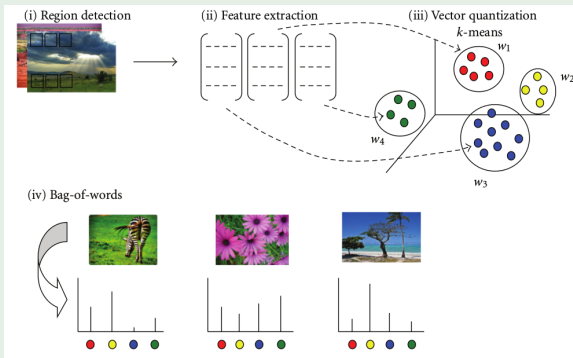 (i) Region detection
(ii) Feature extraction
(iii) Vector quantization
k-means
w1
w2
w3
w4
(iv) Bag-of-words